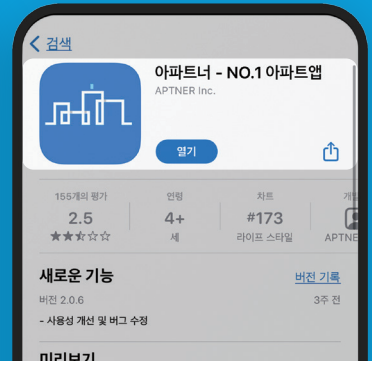 검색
아파트너 - NO.1 아파트앱
APTNER Inc.
열기
155개의 평가
연령
차트
2.5
4+
#173
★★☆☆
세
라이프 스타일
APTNE
새로운 기능
버전 기록
버전 2.0.6
3주 전
- 사용성 개선 및 버그 수정
미리보기